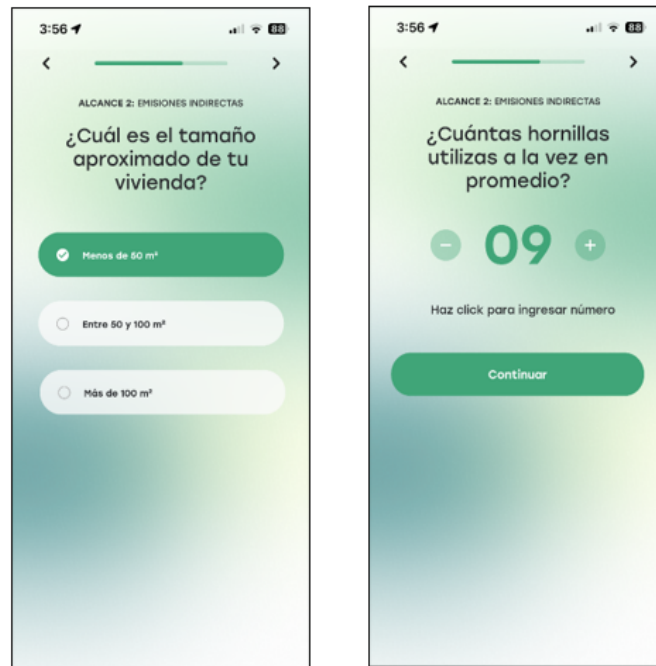 3:56
88
ALCANCE 2: EMISIONES INDIRECTAS
¿Cuál es el tamaño
aproximado de tu
vivienda?
Menos de 50 m²
Entre 50 y 100 m²
Más de 100 m²
3:56
88
ALCANCE 2: EMISIONES INDIRECTAS
¿Cuántas hornillas
utilizas a la vez en
promedio?
− 09 +
Haz click para ingresar número
Continuar